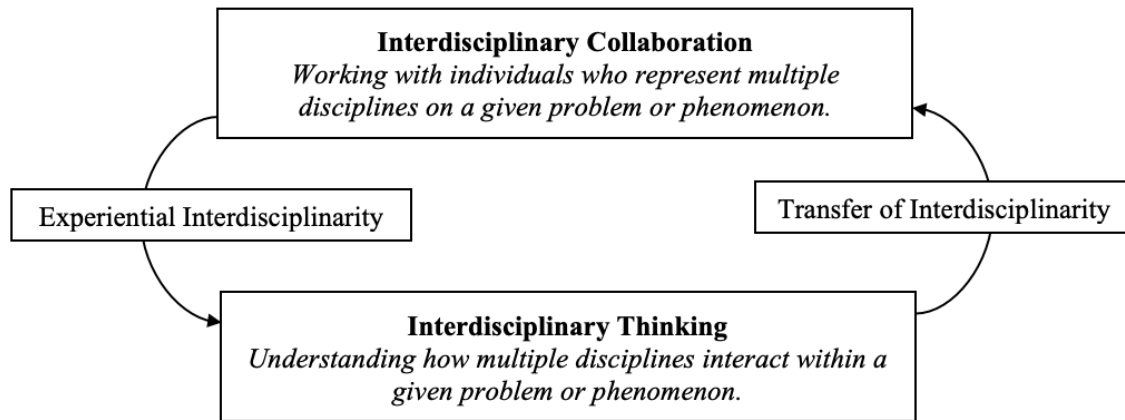 Interdisciplinary Collaboration
Working with individuals who represent multiple
disciplines on a given problem or phenomenon.
Experiential Interdisciplinarity
Transfer of Interdisciplinarity
Interdisciplinary Thinking
Understanding how multiple disciplines interact within a
given problem or phenomenon.